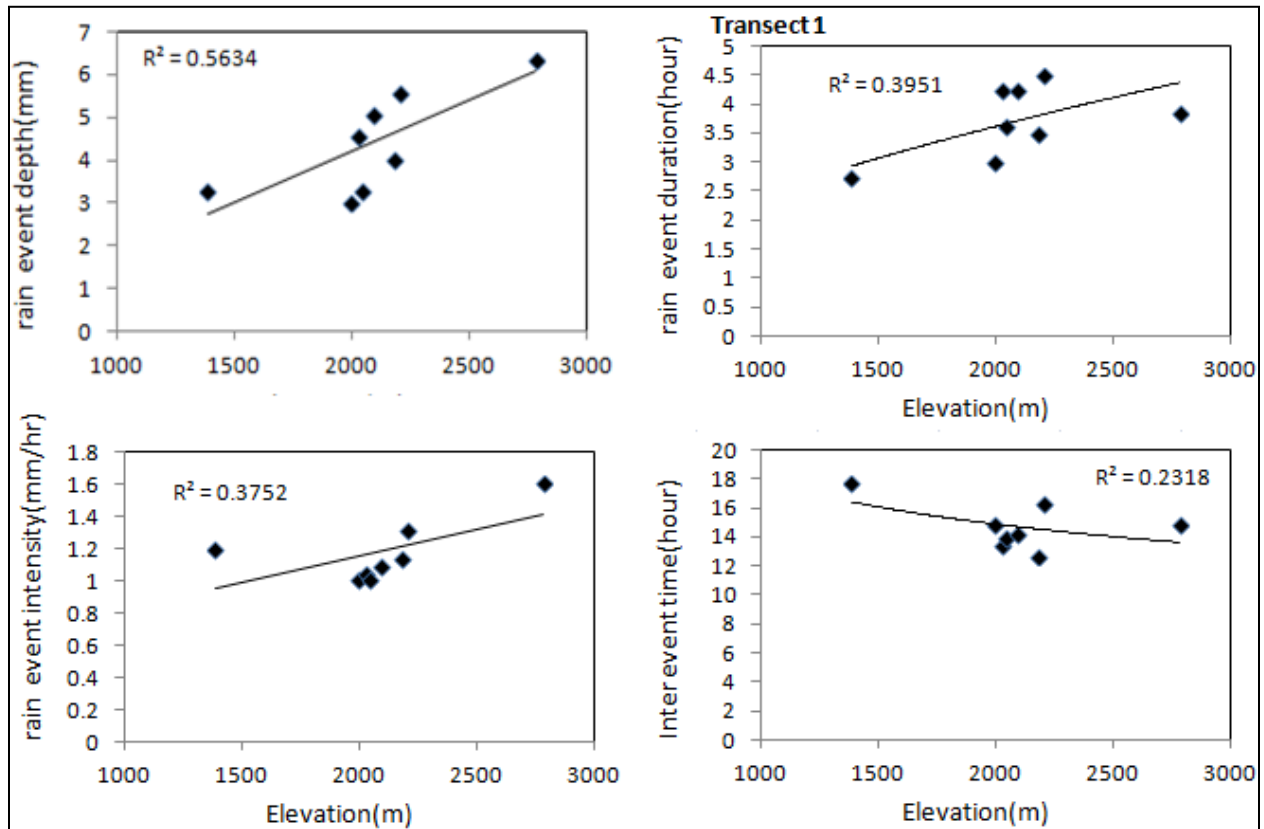 Transect 1
rain event depth(mm)
7
6
5
4
3
2
1
0
R² = 0.5634
1000 1500 2000 2500 3000
rain event duration(hour)
5
4.5
4
3.5
3
2.5
2
1.5
1
0.5
0
R² = 0.3951
1000 1500 2000 2500 3000
Elevation(m)
rain event intensity(mm/hr)
1.8
1.6
1.4
1.2
1
0.8
0.6
0.4
0.2
0
R² = 0.3752
1000 1500 2000 2500 3000
Elevation(m)
Inter event time(hour)
20
18
16
14
12
10
8
6
4
2
0
R² = 0.2318
1000 1500 2000 2500 3000
Elevation(m)